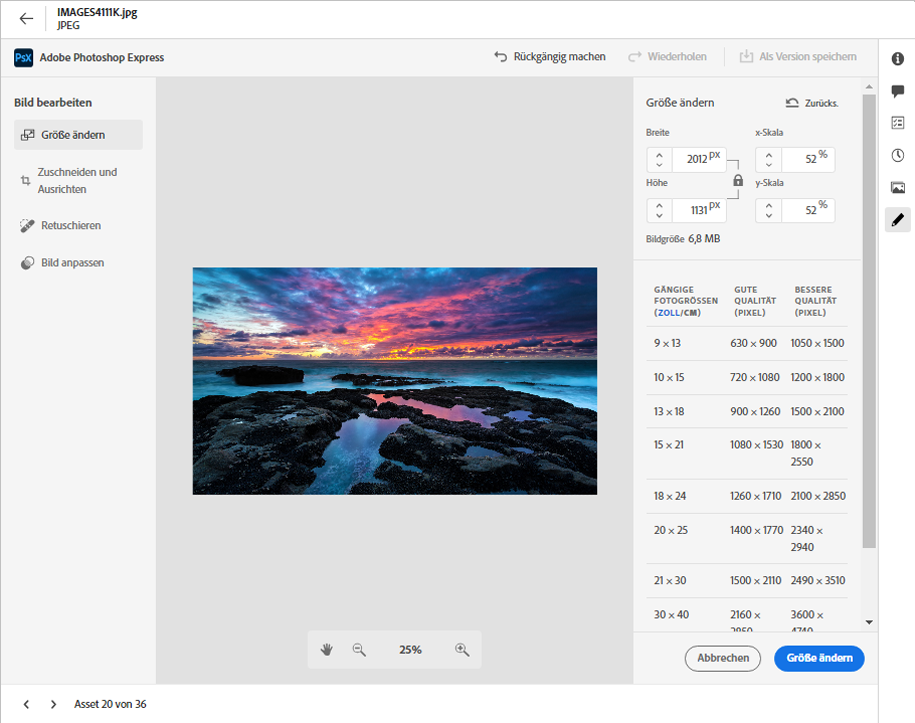 IMAGES4111K.jpg
JPEG
PsX Adobe Photoshop Express
Rückgängig machen
Wiederholen
Als Version speichern
Bild bearbeiten
Größe ändern
Zuschneiden und
Ausrichten
Retuschieren
Bild anpassen
25%
Größe ändern
Zurücks.
Breite
x-Skala
2012 px
52 %
Höhe
y-Skala
1131 px
52 %
Bildgröße 6,8 MB
GÄNGIGE FOTOGRÖSSEN (ZOLL/CM)
GUTE QUALITÄT (PIXEL)
BESSERE QUALITÄT (PIXEL)
9 × 13 630 × 900 1050 × 1500
10 × 15 720 × 1080 1200 × 1800
13 × 18 900 × 1260 1500 × 2100
15 × 21 1080 × 1530 1800 × 2550
18 × 24 1260 × 1710 2100 × 2850
20 × 25 1400 × 1770 2340 × 2940
21 × 30 1500 × 2110 2490 × 3510
30 × 40 2160 × 2850 3600 × 4740
Abbrechen
Größe ändern
Asset 20 von 36